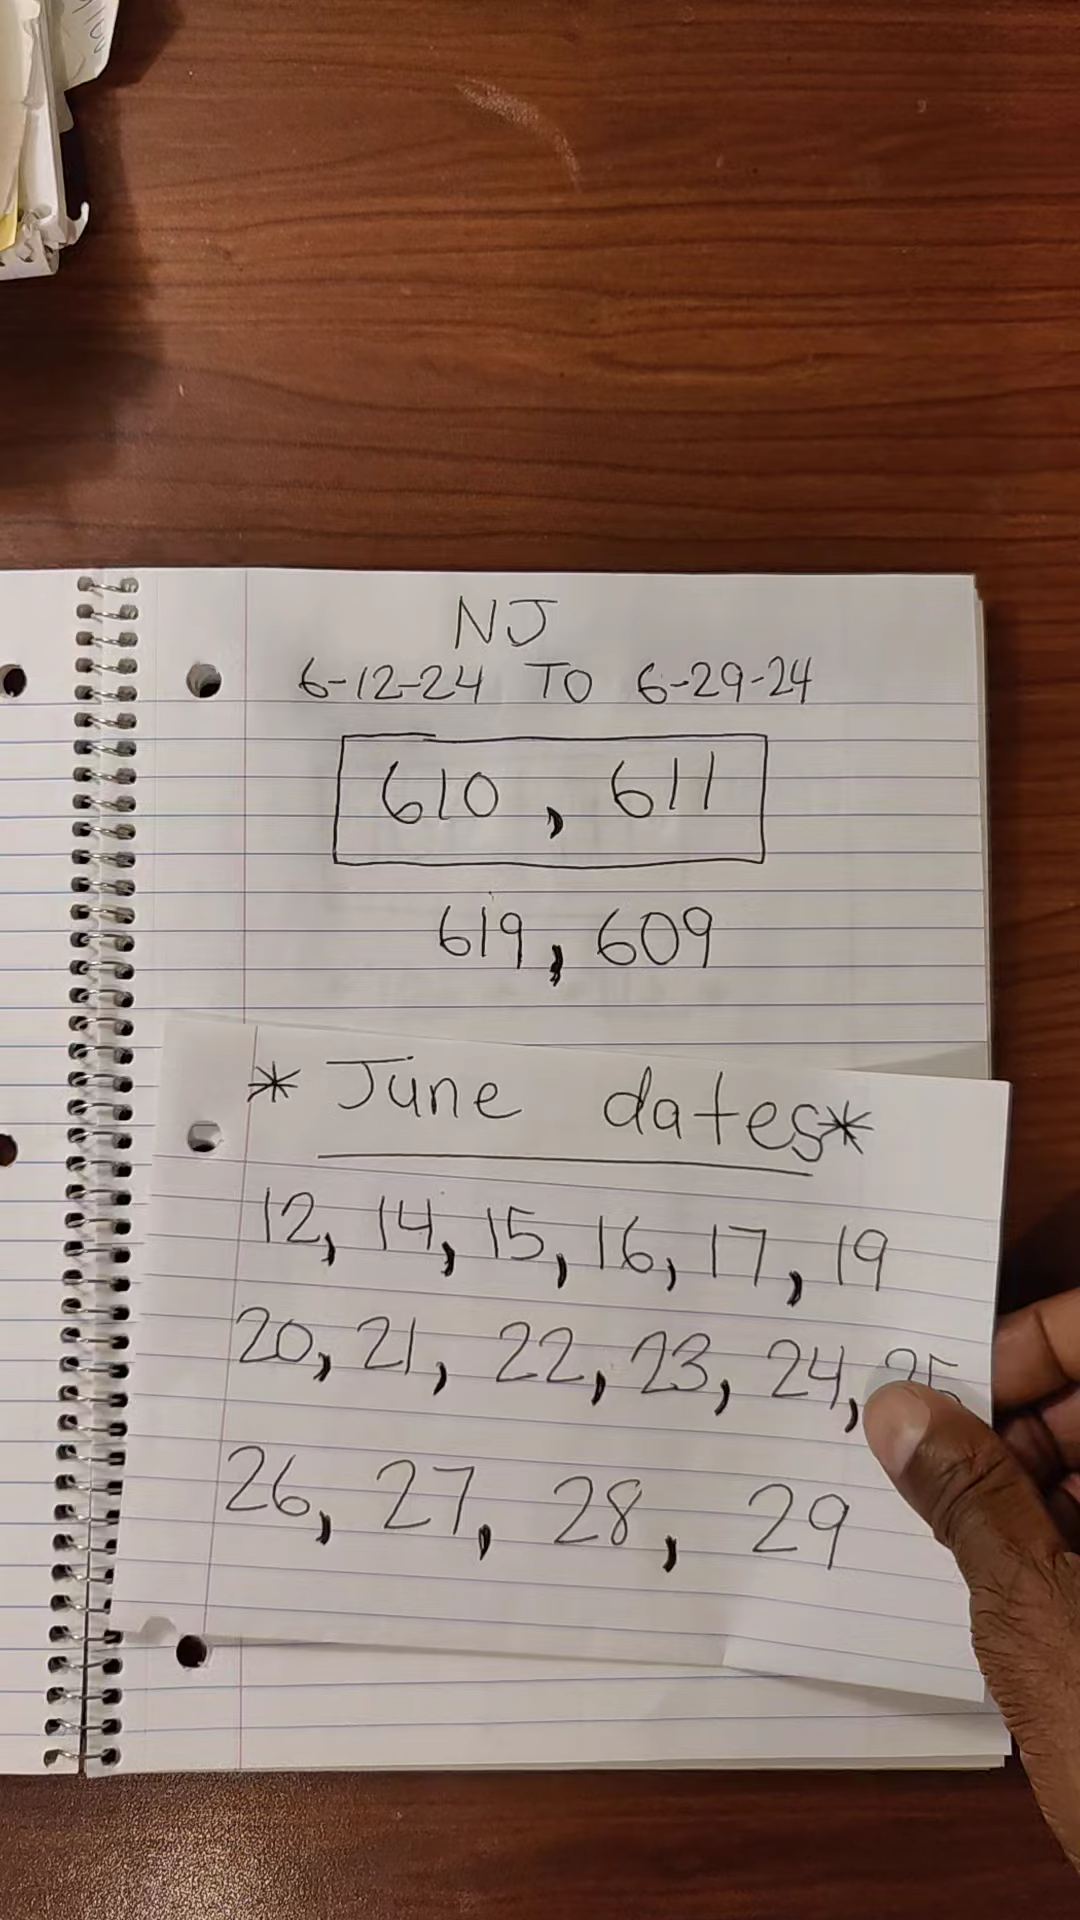 NJ
6-12-24 TO 6-29-24
610, 611
619, 609
* June dates*
12, 14, 15, 16, 17, 19
20, 21, 22, 23, 24, 25
26, 27, 28, 29